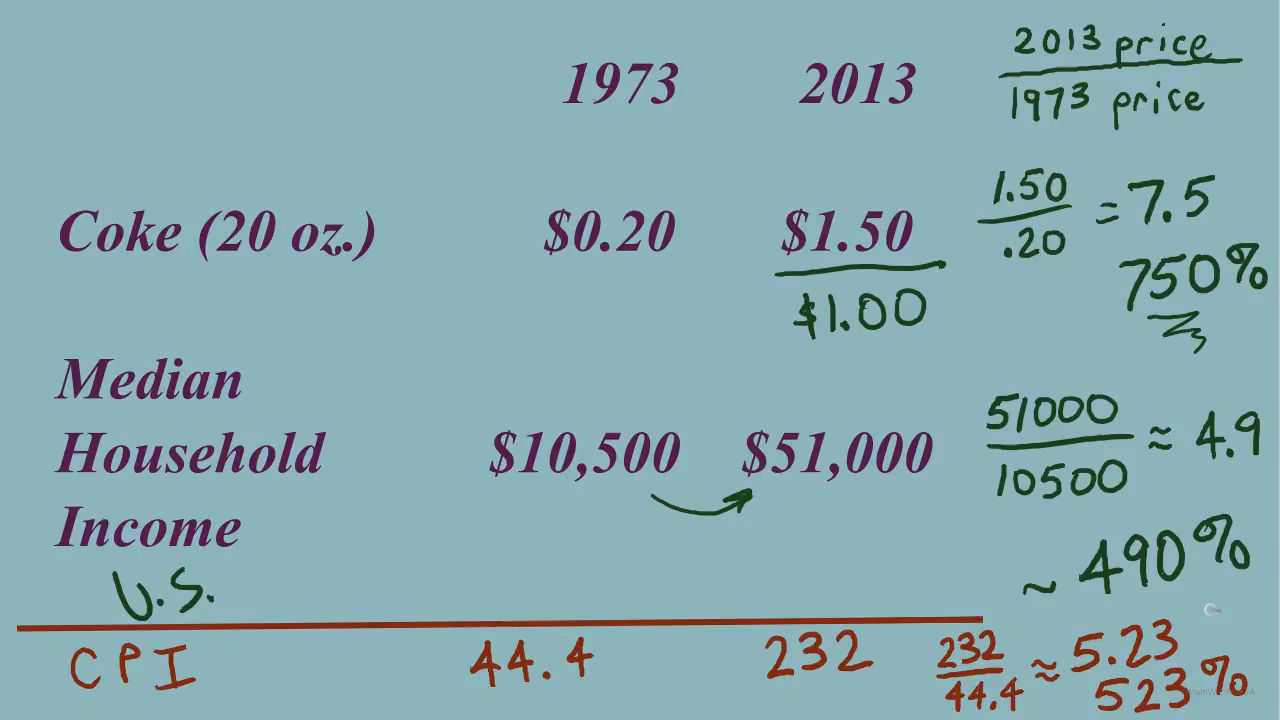 1973 2013 2013 price
1973 price
Coke (20 oz.) $0.20 $1.50 1.50 = 7.5
.20
750%
$1.00
Median
Household $10,500 $51,000 51000 ≈ 4.9
10500
Income
~ 490%
U.S.
CPI 44.4 232 232 ≈ 5.23
44.4 523%